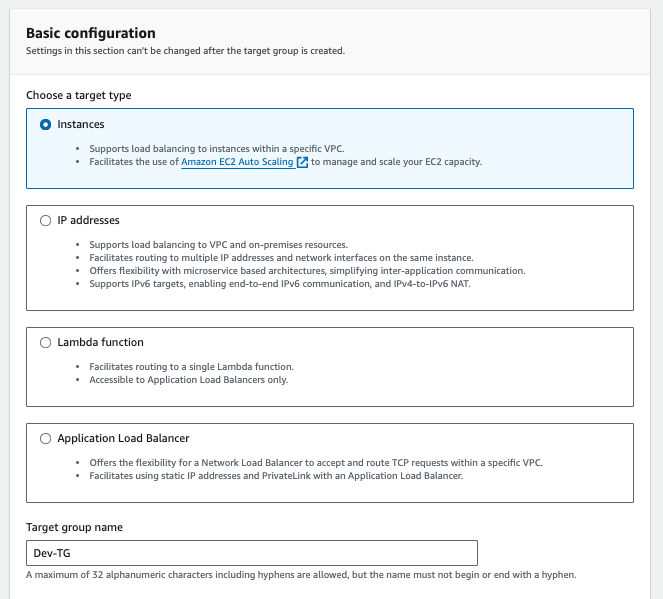 Basic configuration
Settings in this section can't be changed after the target group is created.
Choose a target type
Instances
• Supports load balancing to instances within a specific VPC.
• Facilitates the use of Amazon EC2 Auto Scaling to manage and scale your EC2 capacity.
IP addresses
• Supports load balancing to VPC and on-premises resources.
• Facilitates routing to multiple IP addresses and network interfaces on the same instance.
• Offers flexibility with microservice based architectures, simplifying inter-application communication.
• Supports IPv6 targets, enabling end-to-end IPv6 communication, and IPv4-to-IPv6 NAT.
Lambda function
• Facilitates routing to a single Lambda function.
• Accessible to Application Load Balancers only.
Application Load Balancer
• Offers the flexibility for a Network Load Balancer to accept and route TCP requests within a specific VPC.
• Facilitates using static IP addresses and PrivateLink with an Application Load Balancer.
Target group name
Dev-TG
A maximum of 32 alphanumeric characters including hyphens are allowed, but the name must not begin or end with a hyphen.